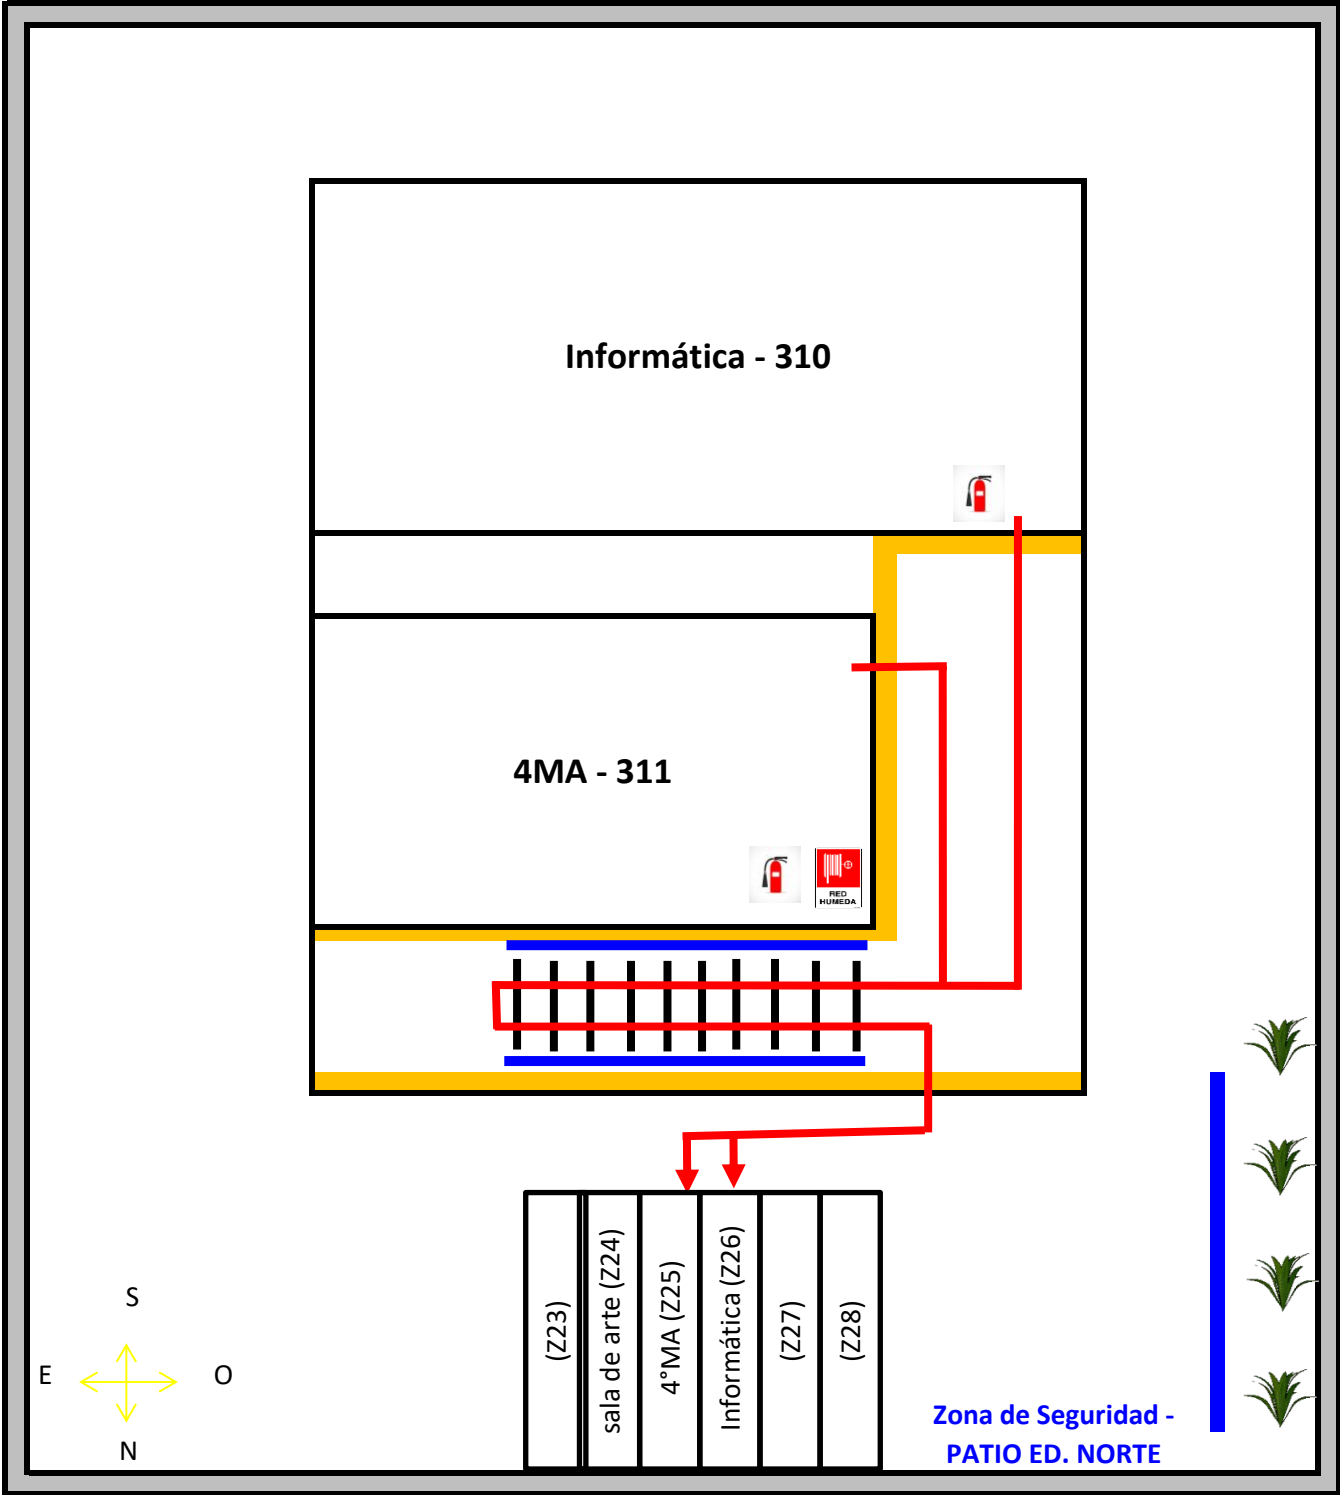 Informática - 310
4MA - 311
RED
HUMEDA
(Z23)
sala de arte (Z24)
4°MA (Z25)
Informática (Z26)
(Z27)
(Z28)
S
E
O
N
Zona de Seguridad -
PATIO ED. NORTE